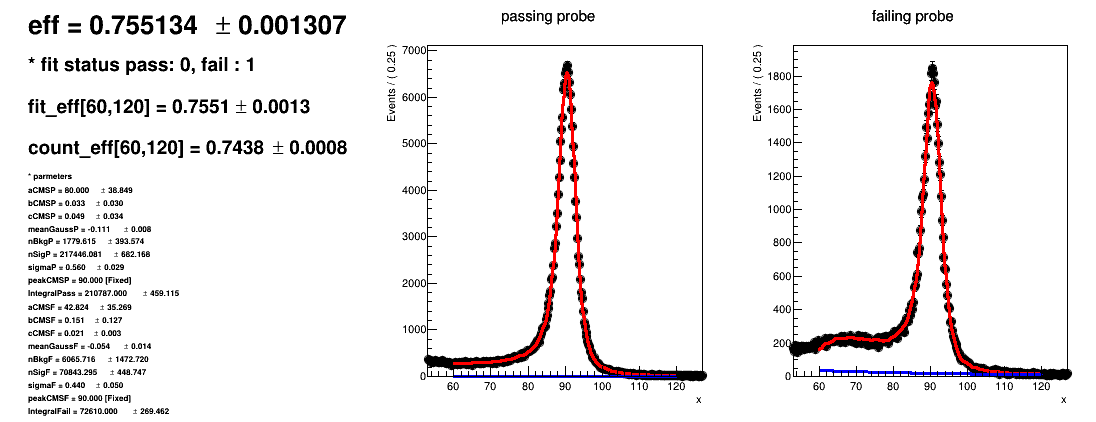 eff = 0.755134 ± 0.001307
* fit status pass: 0, fail : 1
fit_eff[60,120] = 0.7551 ± 0.0013
count_eff[60,120] = 0.7438 ± 0.0008
* parmeters
aCMSP = 80.000 ± 38.849
bCMSP = 0.033 ± 0.030
cCMSP = 0.049 ± 0.034
meanGaussP = -0.111 ± 0.008
nBkgP = 1779.615 ± 393.574
nSigP = 217446.081 ± 682.168
sigmaP = 0.560 ± 0.029
peakCMSP = 90.000 [Fixed]
IntegralPass = 210787.000 ± 459.115
aCMSF = 42.824 ± 35.269
bCMSF = 0.151 ± 0.127
cCMSF = 0.021 ± 0.003
meanGaussF = -0.054 ± 0.014
nBkgF = 6065.716 ± 1472.720
nSigF = 70843.295 ± 448.747
sigmaF = 0.440 ± 0.050
peakCMSF = 90.000 [Fixed]
IntegralFail = 72610.000 ± 269.462
passing probe
Events / ( 0.25 )
7000
6000
5000
4000
3000
2000
1000
0
60 70 80 90 100 110 120
x
failing probe
Events / ( 0.25 )
1800
1600
1400
1200
1000
800
600
400
200
0
60 70 80 90 100 110 120
x